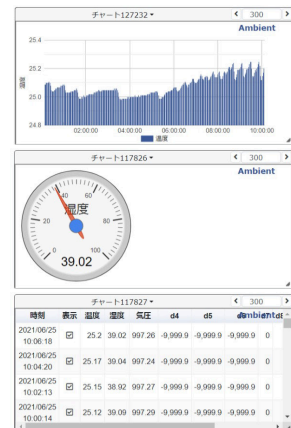 チャート127232▾
< 300 >
Ambient
25.4
25.2
25.0
24.8
温度
02:00:00 04:00:00 06:00:00 08:00:00 10:00:00
温度
チャート117826▾
< 300 >
Ambient
0 20 40 60 80 100
湿度
39.02
チャート117827▾
< 300 >
Ambient
時刻 表示 温度 湿度 気圧 d4 d5 d7 d8
2021/06/25 10:06:18 25.2 39.02 997.26 -9,999.9 -9,999.9 -9,999.9 0
2021/06/25 10:04:20 25.17 39.04 997.24 -9,999.9 -9,999.9 -9,999.9 0
2021/06/25 10:02:13 25.15 38.92 997.27 -9,999.9 -9,999.9 -9,999.9 0
2021/06/25 10:00:14 25.12 39.09 997.29 -9,999.9 -9,999.9 -9,999.9 0